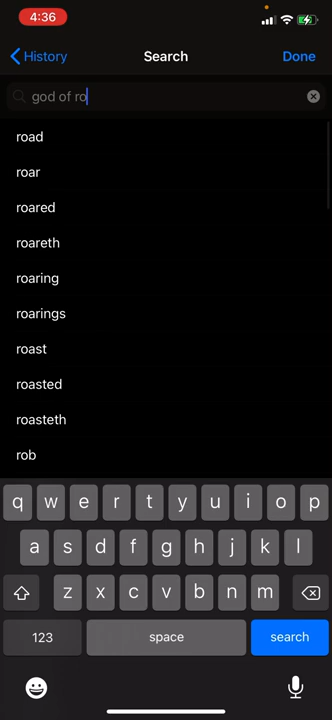 4:36
History
Search
Done
god of ro
road
roar
roared
roareth
roaring
roarings
roast
roasted
roasteth
rob
q w e r t y u i o p
a s d f g h j k l
z x c v b n m
123
space
search